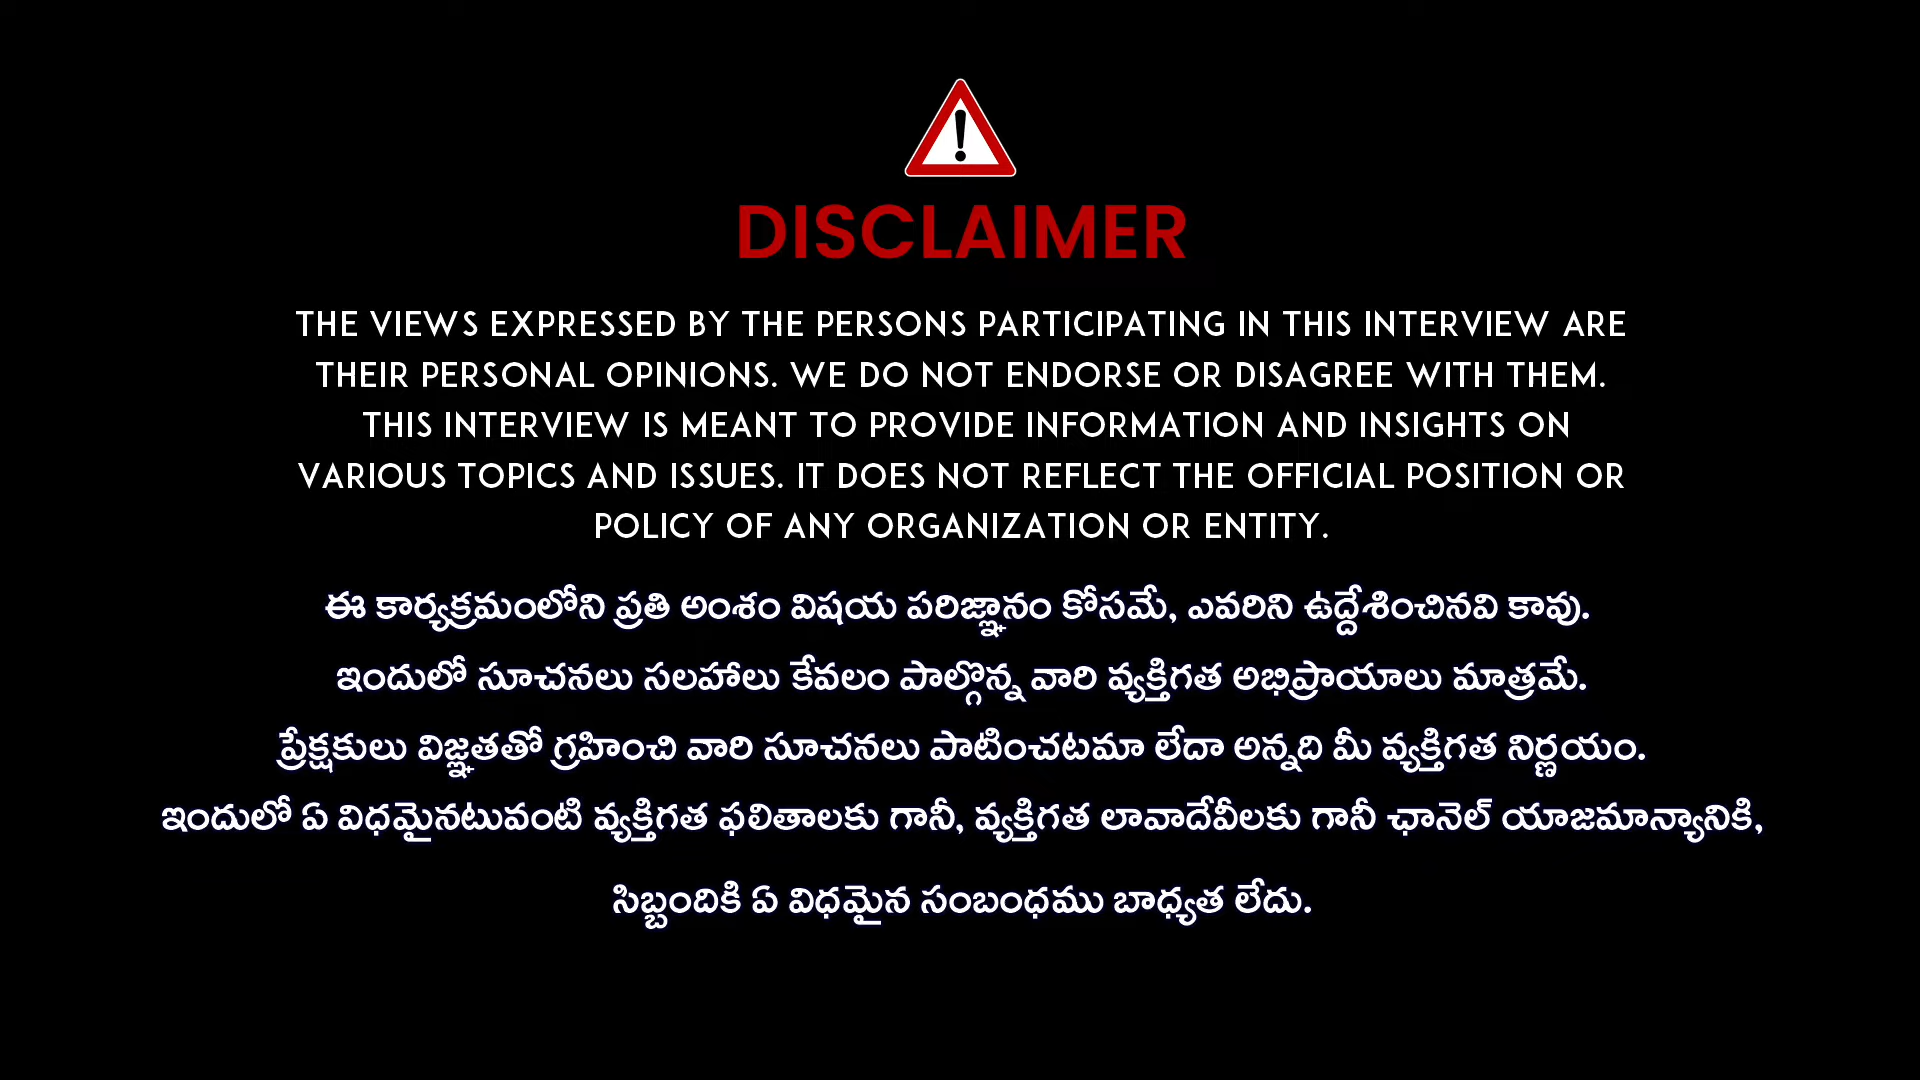 DISCLAIMER
THE VIEWS EXPRESSED BY THE PERSONS PARTICIPATING IN THIS INTERVIEW ARE
THEIR PERSONAL OPINIONS. WE DO NOT ENDORSE OR DISAGREE WITH THEM.
THIS INTERVIEW IS MEANT TO PROVIDE INFORMATION AND INSIGHTS ON
VARIOUS TOPICS AND ISSUES. IT DOES NOT REFLECT THE OFFICIAL POSITION OR
POLICY OF ANY ORGANIZATION OR ENTITY.
ఈ కార్యక్రమంలోని ప్రతి అంశం విషయ పరిజ్ఞానం కోసమే, ఎవరిని ఉద్దేశించినవి కావు.
ఇందులో సూచనలు సలహాలు కేవలం పాల్గొన్న వారి వ్యక్తిగత అభిప్రాయాలు మాత్రమే.
ప్రేక్షకులు విజ్ఞతతో గ్రహించి వారి సూచనలు పాటించటమా లేదా అన్నది మీ వ్యక్తిగత నిర్ణయం.
ఇందులో ఏ విధమైనటువంటి వ్యక్తిగత ఫలితాలకు గానీ, వ్యక్తిగత లావాదేవీలకు గానీ ఛానెల్ యాజమాన్యానికి,
సిబ్బందికి ఏ విధమైన సంబంధము బాధ్యత లేదు.